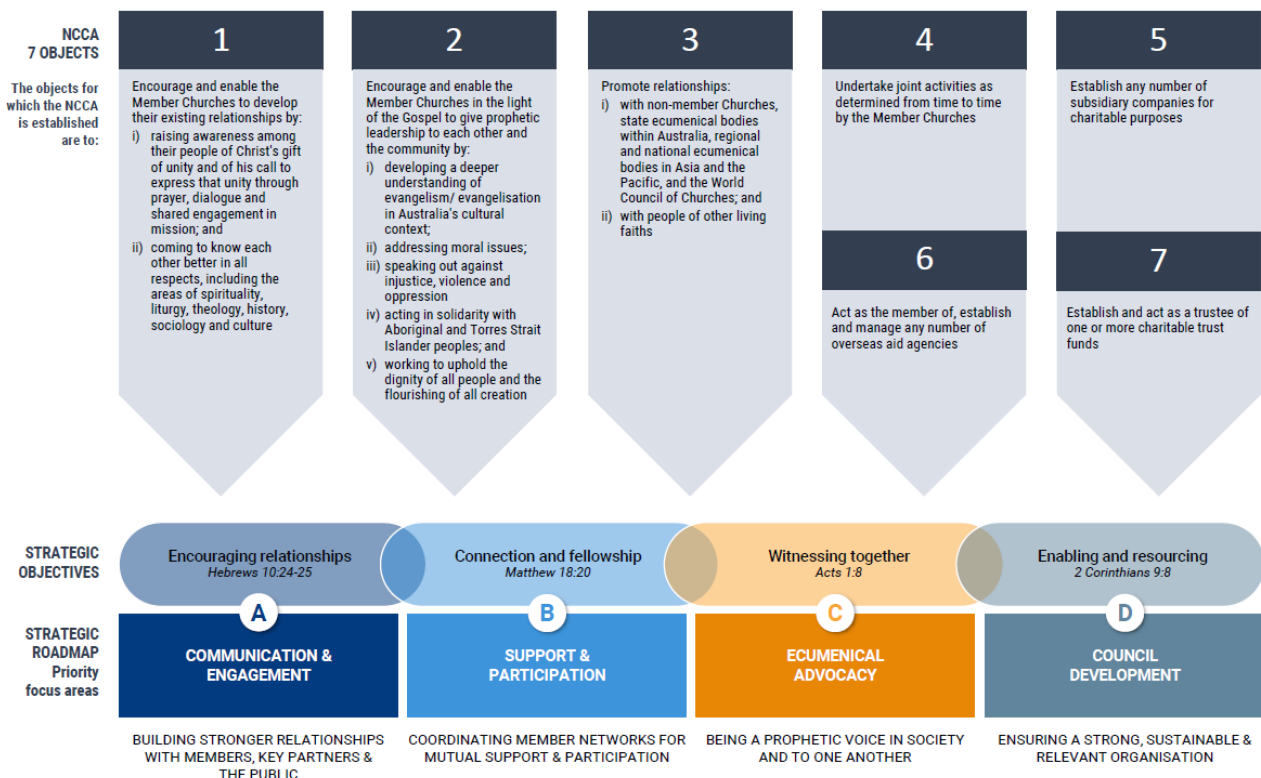 NCCA
7 OBJECTS
The objects for
which the NCCA
is established
are to:
1
Encourage and enable the
Member Churches to develop
their existing relationships by:
i) raising awareness among
their people of Christ's gift
of unity and of his call to
express that unity through
prayer, dialogue and
shared engagement in
mission; and
ii) coming to know each
other better in all
respects, including the
areas of spirituality,
liturgy, theology, history,
sociology and culture
2
Encourage and enable the
Member Churches in the light
of the Gospel to give prophetic
leadership to each other and
the community by:
i) developing a deeper
understanding of
evangelism/ evangelisation
in Australia's cultural
context;
ii) addressing moral issues;
iii) speaking out against
injustice, violence and
oppression
iv) acting in solidarity with
Aboriginal and Torres Strait
Islander peoples; and
v) working to uphold the
dignity of all people and the
flourishing of all creation
3
Promote relationships:
i) with non-member Churches,
state ecumenical bodies
within Australia, regional
and national ecumenical
bodies in Asia and the
Pacific, and the World
Council of Churches; and
ii) with people of other living
faiths
4
Undertake joint activities as
determined from time to time
by the Member Churches
5
Establish any number of
subsidiary companies for
charitable purposes
6
Act as the member of, establish
and manage any number of
overseas aid agencies
7
Establish and act as a trustee of
one or more charitable trust
funds
STRATEGIC
OBJECTIVES
Encouraging relationships
Hebrews 10:24-25
Connection and fellowship
Matthew 18:20
Witnessing together
Acts 1:8
Enabling and resourcing
2 Corinthians 9:8
STRATEGIC
ROADMAP
Priority
focus areas
A
COMMUNICATION &
ENGAGEMENT
B
SUPPORT &
PARTICIPATION
C
ECUMENICAL
ADVOCACY
D
COUNCIL
DEVELOPMENT
BUILDING STRONGER RELATIONSHIPS
WITH MEMBERS, KEY PARTNERS &
THE PUBLIC
COORDINATING MEMBER NETWORKS FOR
MUTUAL SUPPORT & PARTICIPATION
BEING A PROPHETIC VOICE IN SOCIETY
AND TO ONE ANOTHER
ENSURING A STRONG, SUSTAINABLE &
RELEVANT ORGANISATION